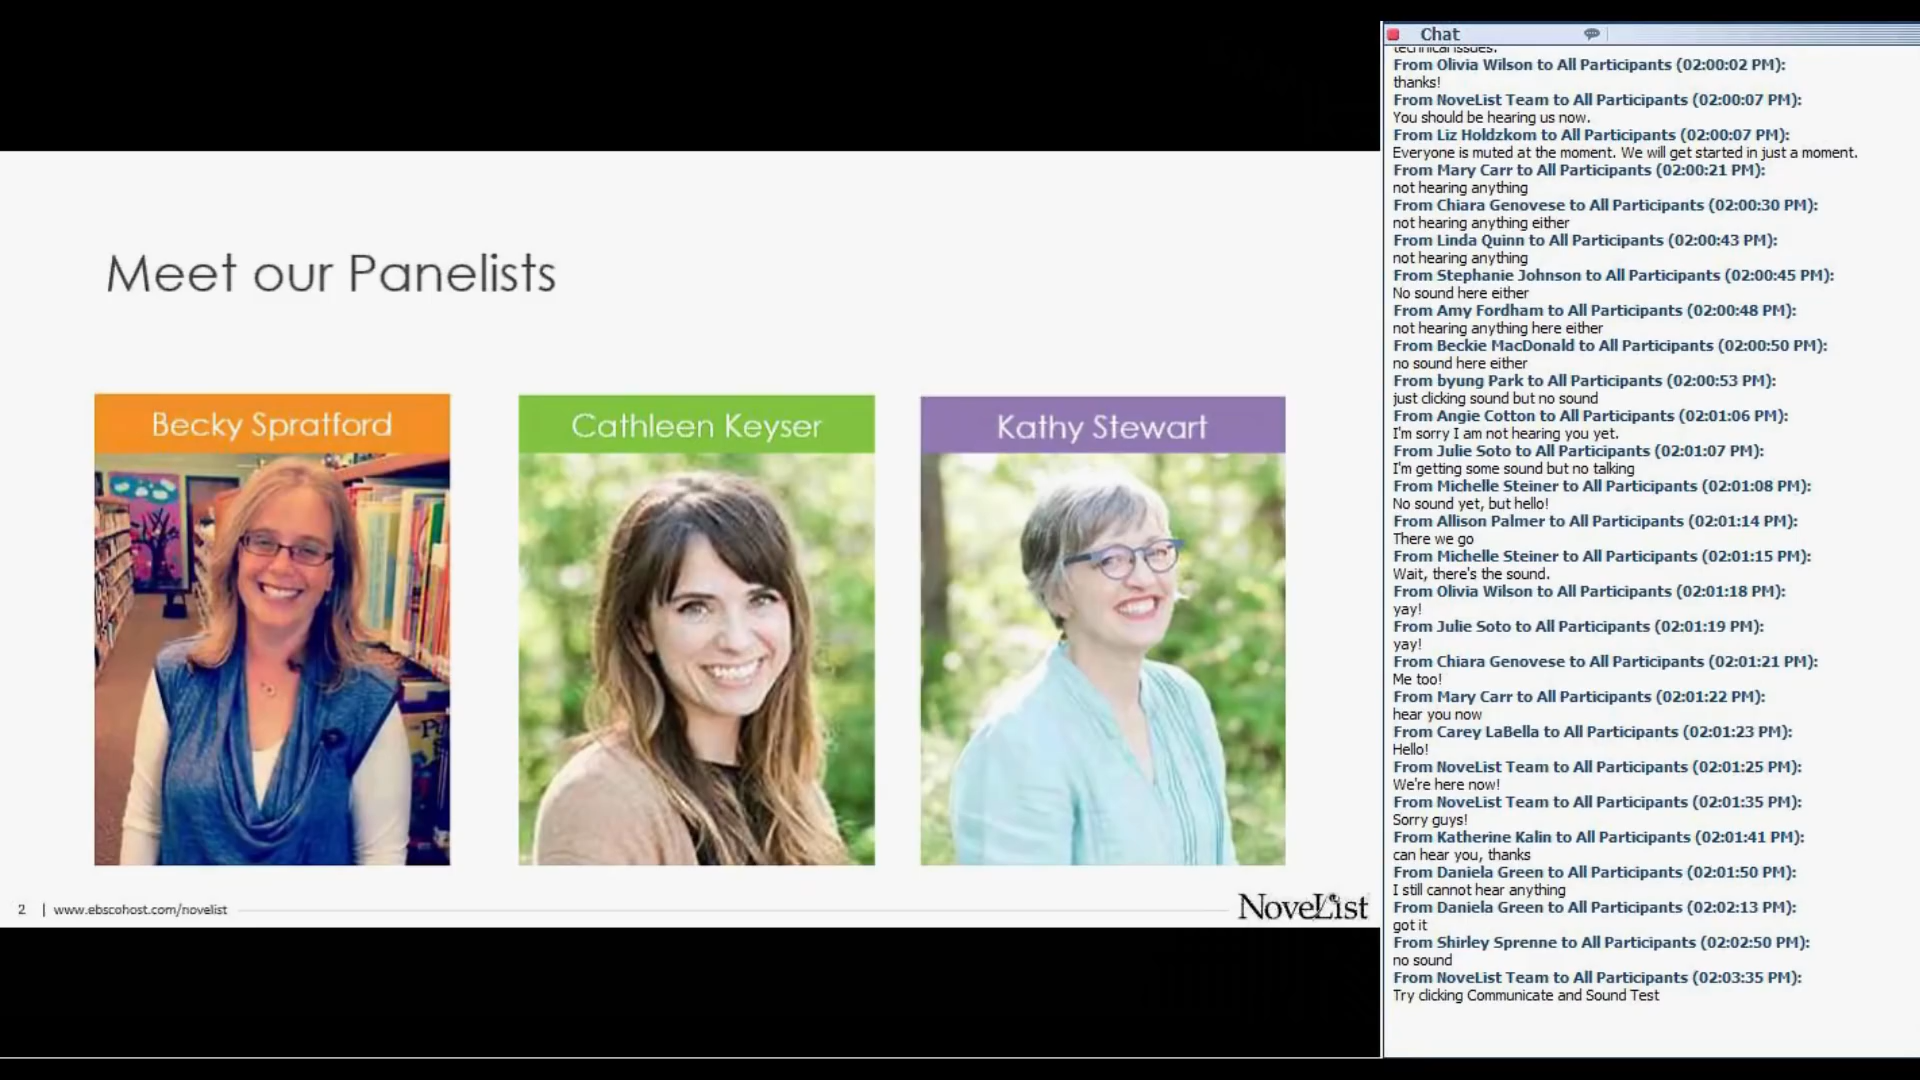 Meet our Panelists
Becky Spratford
Cathleen Keyser
Kathy Stewart
2 | www.ebscohost.com/novelist
NoveList
Chat
technical issues.
From Olivia Wilson to All Participants (02:00:02 PM):
thanks!
From NoveList Team to All Participants (02:00:07 PM):
You should be hearing us now.
From Liz Holdzkom to All Participants (02:00:07 PM):
Everyone is muted at the moment. We will get started in just a moment.
From Mary Carr to All Participants (02:00:21 PM):
not hearing anything
From Chiara Genovese to All Participants (02:00:30 PM):
not hearing anything either
From Linda Quinn to All Participants (02:00:43 PM):
not hearing anything
From Stephanie Johnson to All Participants (02:00:45 PM):
No sound here either
From Amy Fordham to All Participants (02:00:48 PM):
not hearing anything here either
From Beckie MacDonald to All Participants (02:00:50 PM):
no sound here either
From byung Park to All Participants (02:00:53 PM):
just clicking sound but no sound
From Angie Cotton to All Participants (02:01:06 PM):
I'm sorry I am not hearing you yet.
From Julie Soto to All Participants (02:01:07 PM):
I'm getting some sound but no talking
From Michelle Steiner to All Participants (02:01:08 PM):
No sound yet, but hello!
From Allison Palmer to All Participants (02:01:14 PM):
There we go
From Michelle Steiner to All Participants (02:01:15 PM):
Wait, there's the sound.
From Olivia Wilson to All Participants (02:01:18 PM):
yay!
From Julie Soto to All Participants (02:01:19 PM):
yay!
From Chiara Genovese to All Participants (02:01:21 PM):
Me too!
From Mary Carr to All Participants (02:01:22 PM):
hear you now
From Carey LaBella to All Participants (02:01:23 PM):
Hello!
From NoveList Team to All Participants (02:01:25 PM):
We're here now!
From NoveList Team to All Participants (02:01:35 PM):
Sorry guys!
From Katherine Kalin to All Participants (02:01:41 PM):
can hear you, thanks
From Daniela Green to All Participants (02:01:50 PM):
I still cannot hear anything
From Daniela Green to All Participants (02:02:13 PM):
got it
From Shirley Sprenne to All Participants (02:02:50 PM):
no sound
From NoveList Team to All Participants (02:03:35 PM):
Try clicking Communicate and Sound Test